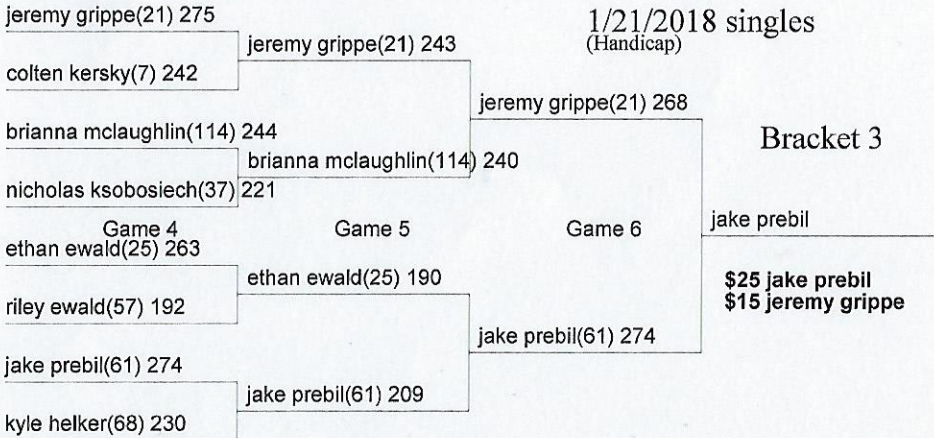 jeremy grippe(21) 275
colten kersky(7) 242
brianna mclaughlin(114) 244
nicholas ksobosiech(37) 221
Game 4
ethan ewald(25) 263
riley ewald(57) 192
jake prebil(61) 274
kyle helker(68) 230
jeremy grippe(21) 243
brianna mclaughlin(114) 240
Game 5
ethan ewald(25) 190
jake prebil(61) 209
jeremy grippe(21) 268
Game 6
jake prebil(61) 274
1/21/2018 singles
(Handicap)
Bracket 3
jake prebil
$25 jake prebil
$15 jeremy grippe